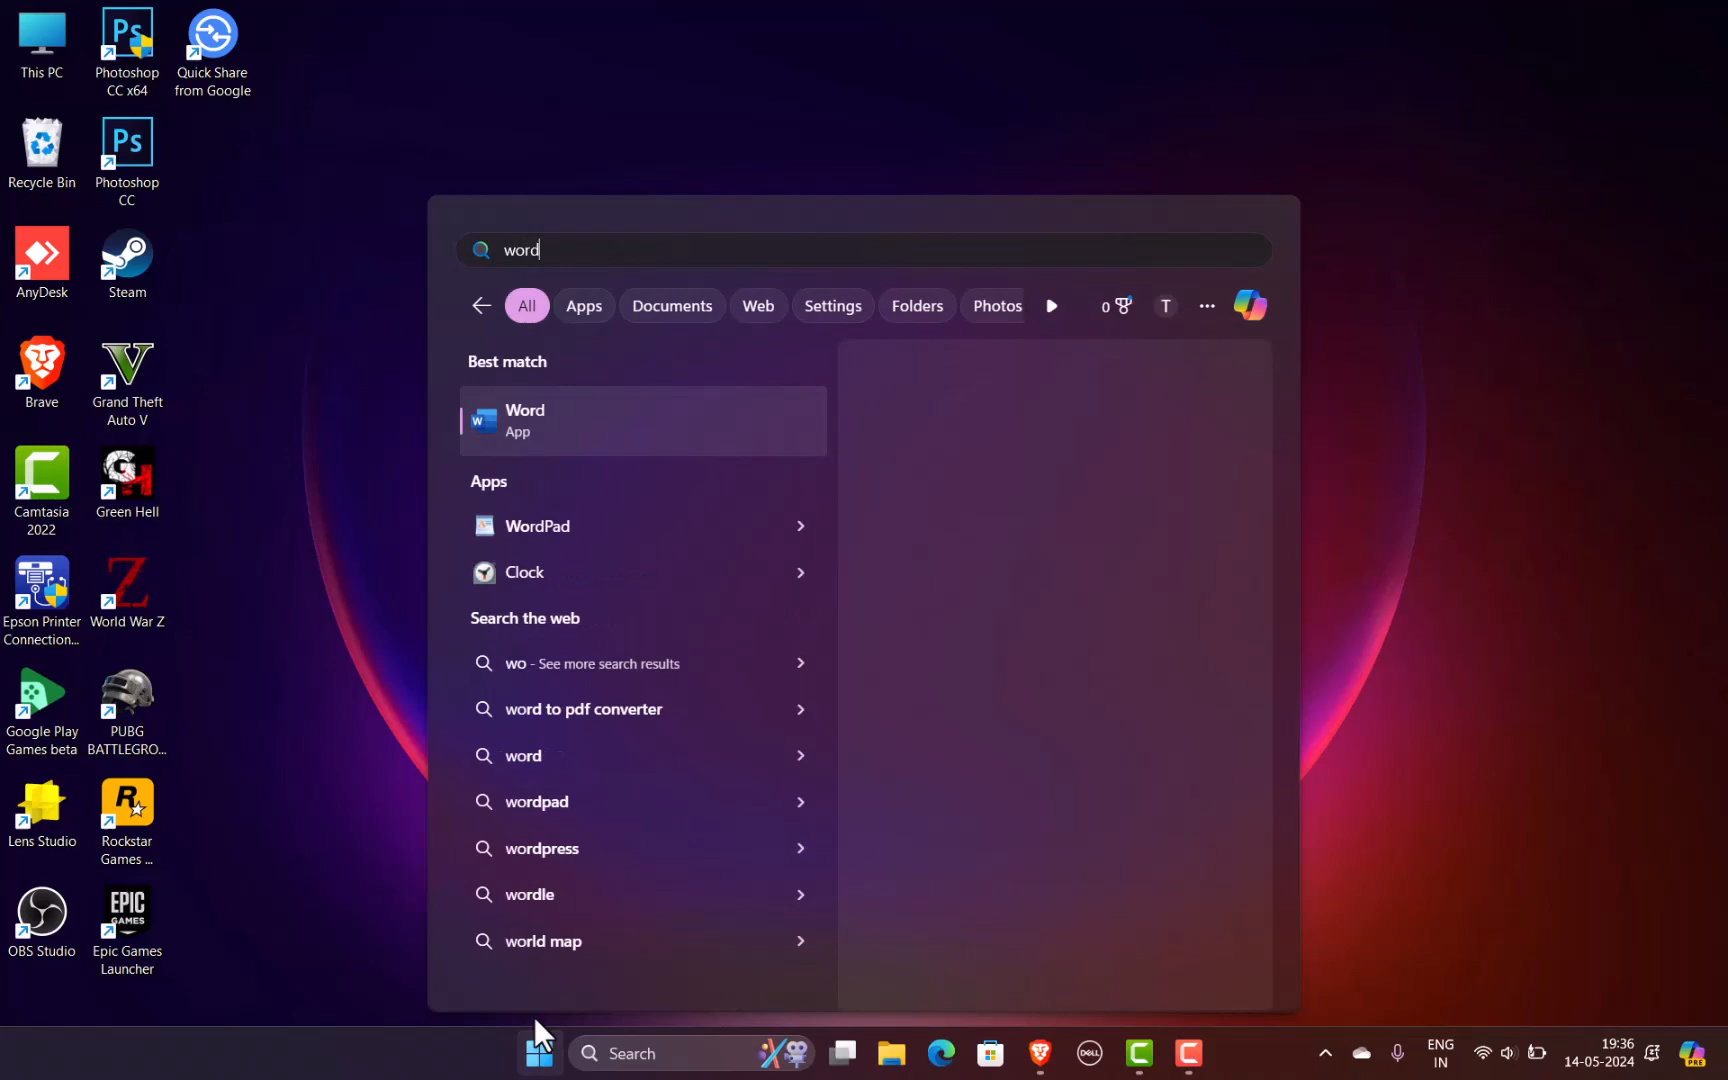 This PC
Photoshop
CC x64
Quick Share
from Google
Recycle Bin
Photoshop
CC
AnyDesk
Steam
Brave
Grand Theft
Auto V
Camtasia
2022
Green Hell
Epson Printer
Connection...
World War Z
Google Play
Games beta
PUBG
BATTLEGRO...
Lens Studio
Rockstar
Games ...
OBS Studio
EPIC
GAMES
Epic Games
Launcher
word
All
Apps
Documents
Web
Settings
Folders
Photos
0
T
Best match
Word
App
Apps
WordPad
Clock
Search the web
wo - See more search results
word to pdf converter
word
wordpad
wordpress
wordle
world map
Search
DELL
ENG
IN
19:36
14-05-2024
PRE